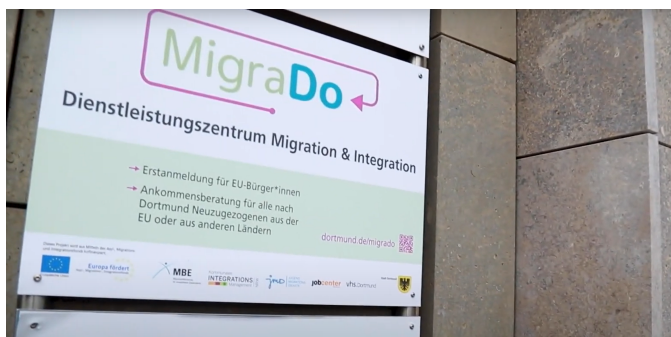 MigraDo
Dienstleistungszentrum Migration & Integration
→ Erstanmeldung für EU-Bürger*innen
→ Ankommensberatung für alle nach
Dortmund Neuzugezogenen aus der
EU oder aus anderen Ländern
dortmund.de/migrado
Europa fördert
MBE
INTEGRATIONS
jobcenter
vhs.Dortmund